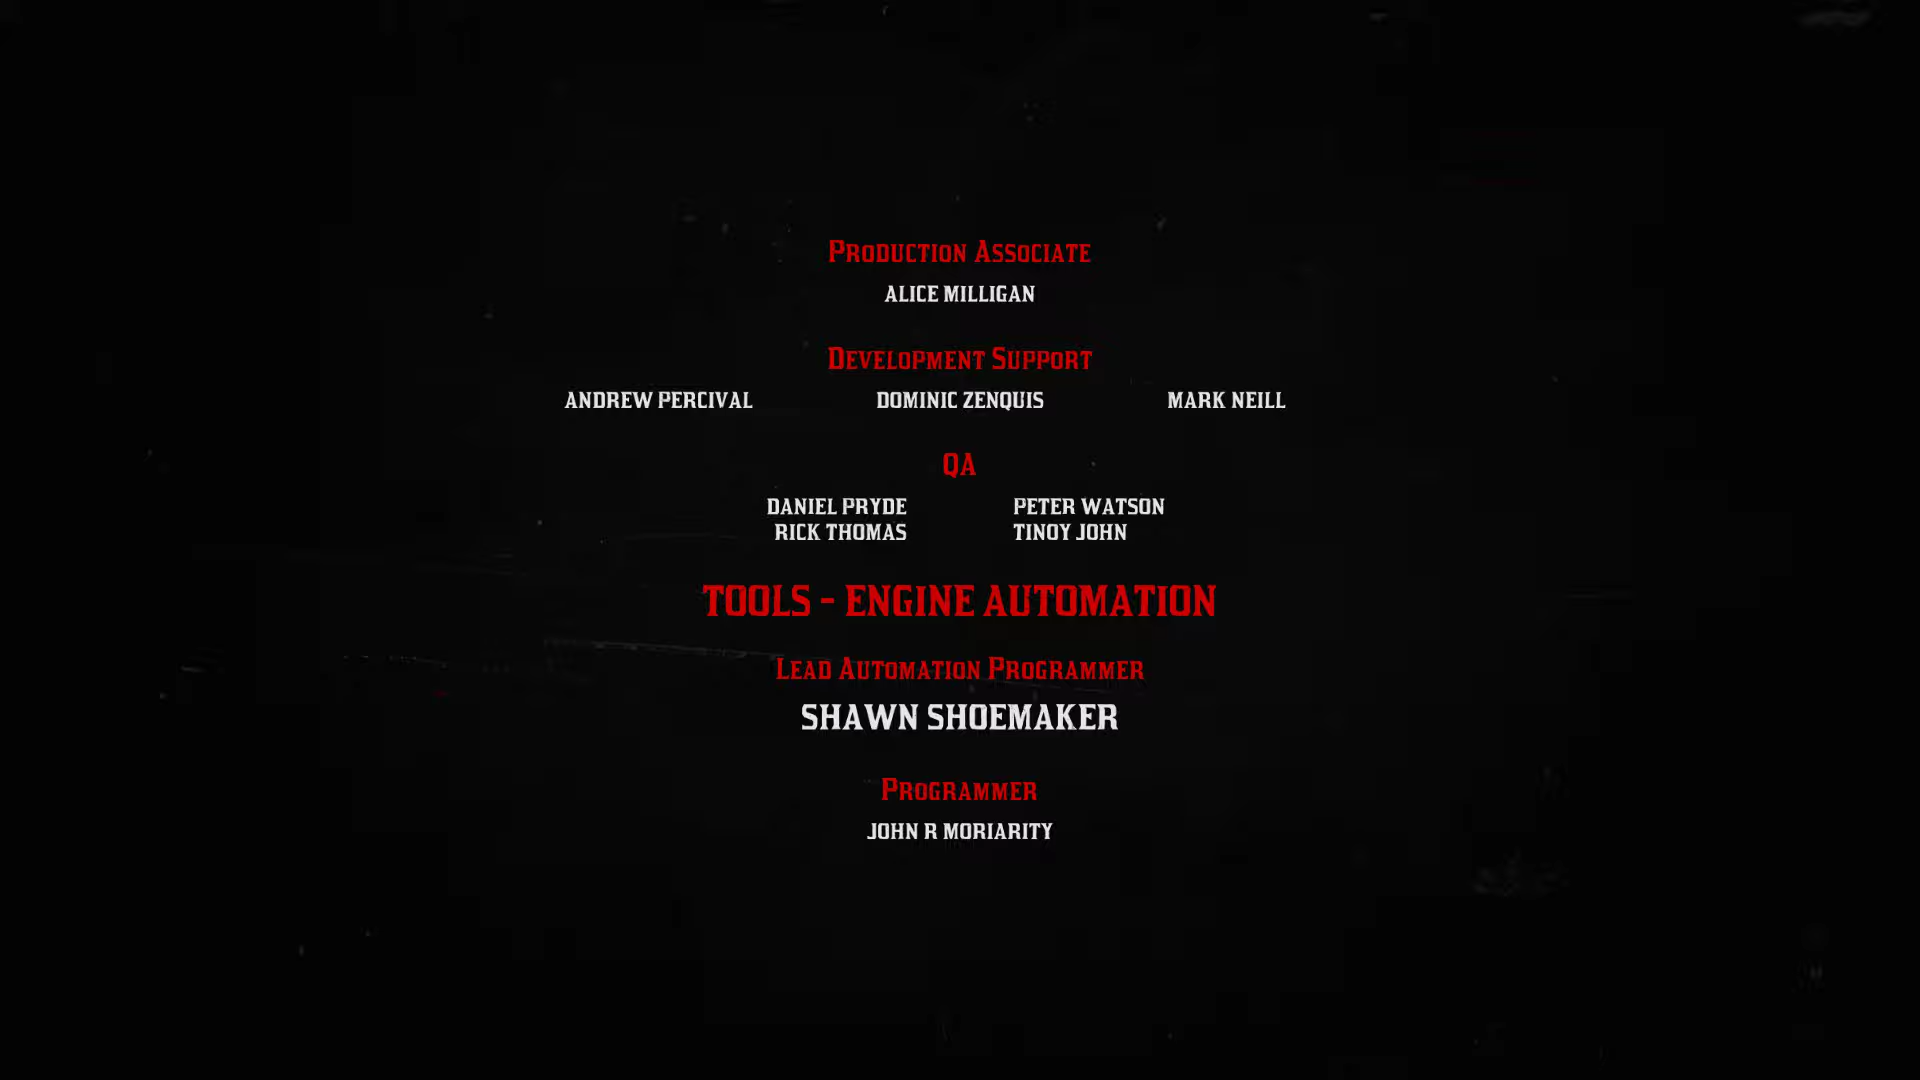 PRODUCTION ASSOCIATE
ALICE MILLIGAN
DEVELOPMENT SUPPORT
ANDREW PERCIVAL DOMINIC ZENQUIS MARK NEILL
QA
DANIEL PRYDE PETER WATSON
RICK THOMAS TINOY JOHN
TOOLS - ENGINE AUTOMATION
LEAD AUTOMATION PROGRAMMER
SHAWN SHOEMAKER
PROGRAMMER
JOHN R MORIARITY